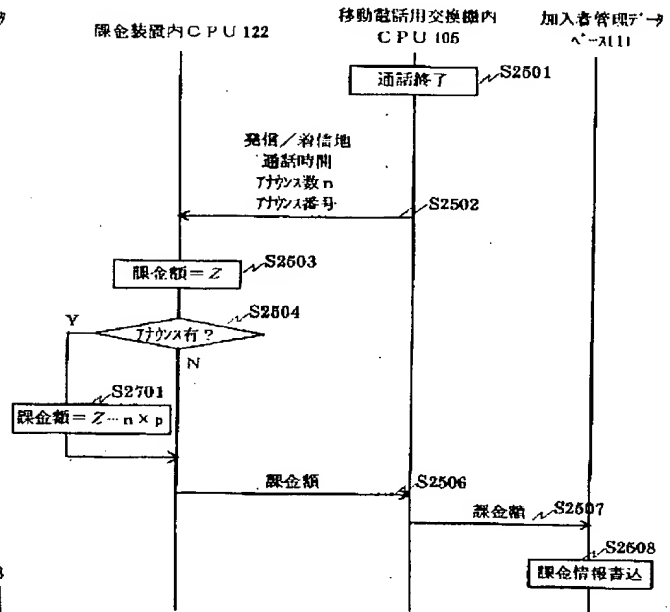 課金装置内CPU 122
移動電話用交換機内
CPU 105
加入者管理データ
ベース111
通話終了
S2501
発信/着信地
通話時間
アナウンス数n
アナウンス番号
S2502
課金額=Z
S2503
S2504
アナウンス有?
Y
N
S2701
課金額=Z-n×p
課金額
S2506
課金額
S2507
S2508
課金情報書込